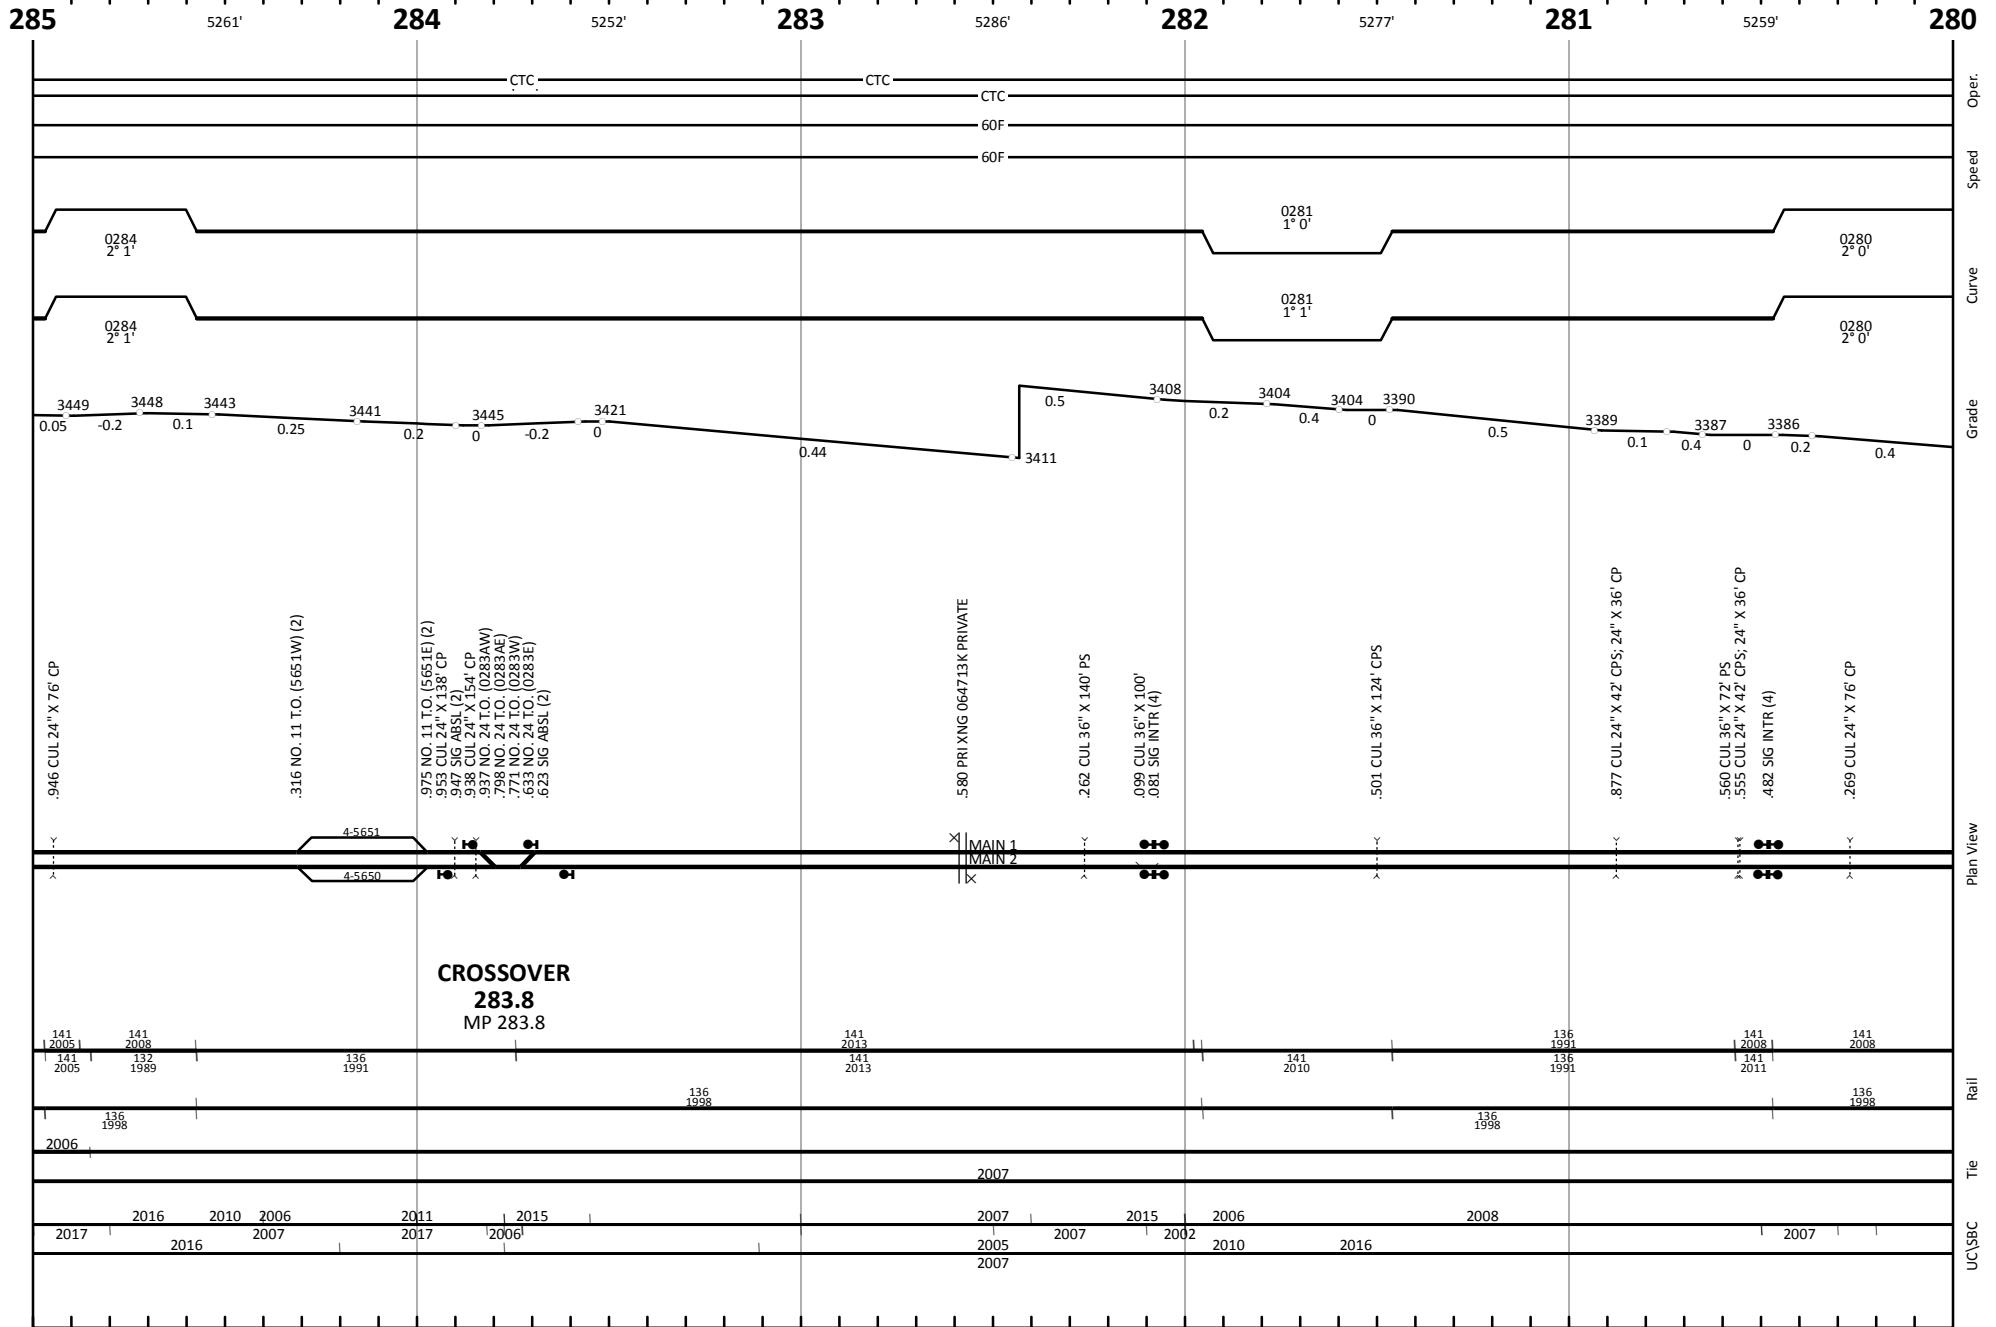 285 5261' 284 5252' 283 5286' 282 5277' 281 5259' 280
CTC CTC
CTC
Oper.
60F
60F
Speed
0284
2° 1'
0281
1° 0'
0280
2° 0'
Curve
0284
2° 1'
0281
1° 1'
0280
2° 0'
3449 3448 3443 3441 3445 3421 3411 3408 3404 3404 3390 3389 3387 3386
0.05 -0.2 0.1 0.25 0.2 0 -0.2 0 0.44 0.5 0.2 0.4 0 0.5 0.1 0.4 0 0.2 0.4
Grade
.946 CUL 24" X 76' CP
.316 NO. 11 T.O. (5651W) (2)
.975 NO. 11 T.O. (5651E) (2)
.953 CUL 24" X 138' CP
.947 SIG ABSL (2)
.938 CUL 24" X 154' CP
.937 NO. 24 T.O. (0283AW)
.798 NO. 24 T.O. (0283AE)
.771 NO. 24 T.O. (0283W)
.633 NO. 24 T.O. (0283E)
.623 SIG ABSL (2)
.580 PRI XNG 064713K PRIVATE
.262 CUL 36" X 140' PS
.099 CUL 36" X 100'
.081 SIG INTR (4)
.501 CUL 36" X 124' CPS
.877 CUL 24" X 42' CPS; 24" X 36' CP
.560 CUL 36" X 72' PS
.555 CUL 24" X 42' CPS; 24" X 36' CP
.482 SIG INTR (4)
.269 CUL 24" X 76' CP
4-5651
MAIN 1
MAIN 2
4-5650
Plan View
CROSSOVER
283.8
MP 283.8
141 141 141 136 141 141
2005 2008 2013 1991 2008 2008
141 132 136 141 141 136 141
2005 1989 1991 2013 2010 1991 2011
Rail
136 136
1998 1998
136 136
1998 1998
2006
2007
Tie
2016 2010 2006 2011 2015 2007 2015 2006 2008
2017 2007 2017 2006 2007 2002 2007
2016 2005 2010 2016
2007
UC\SBC